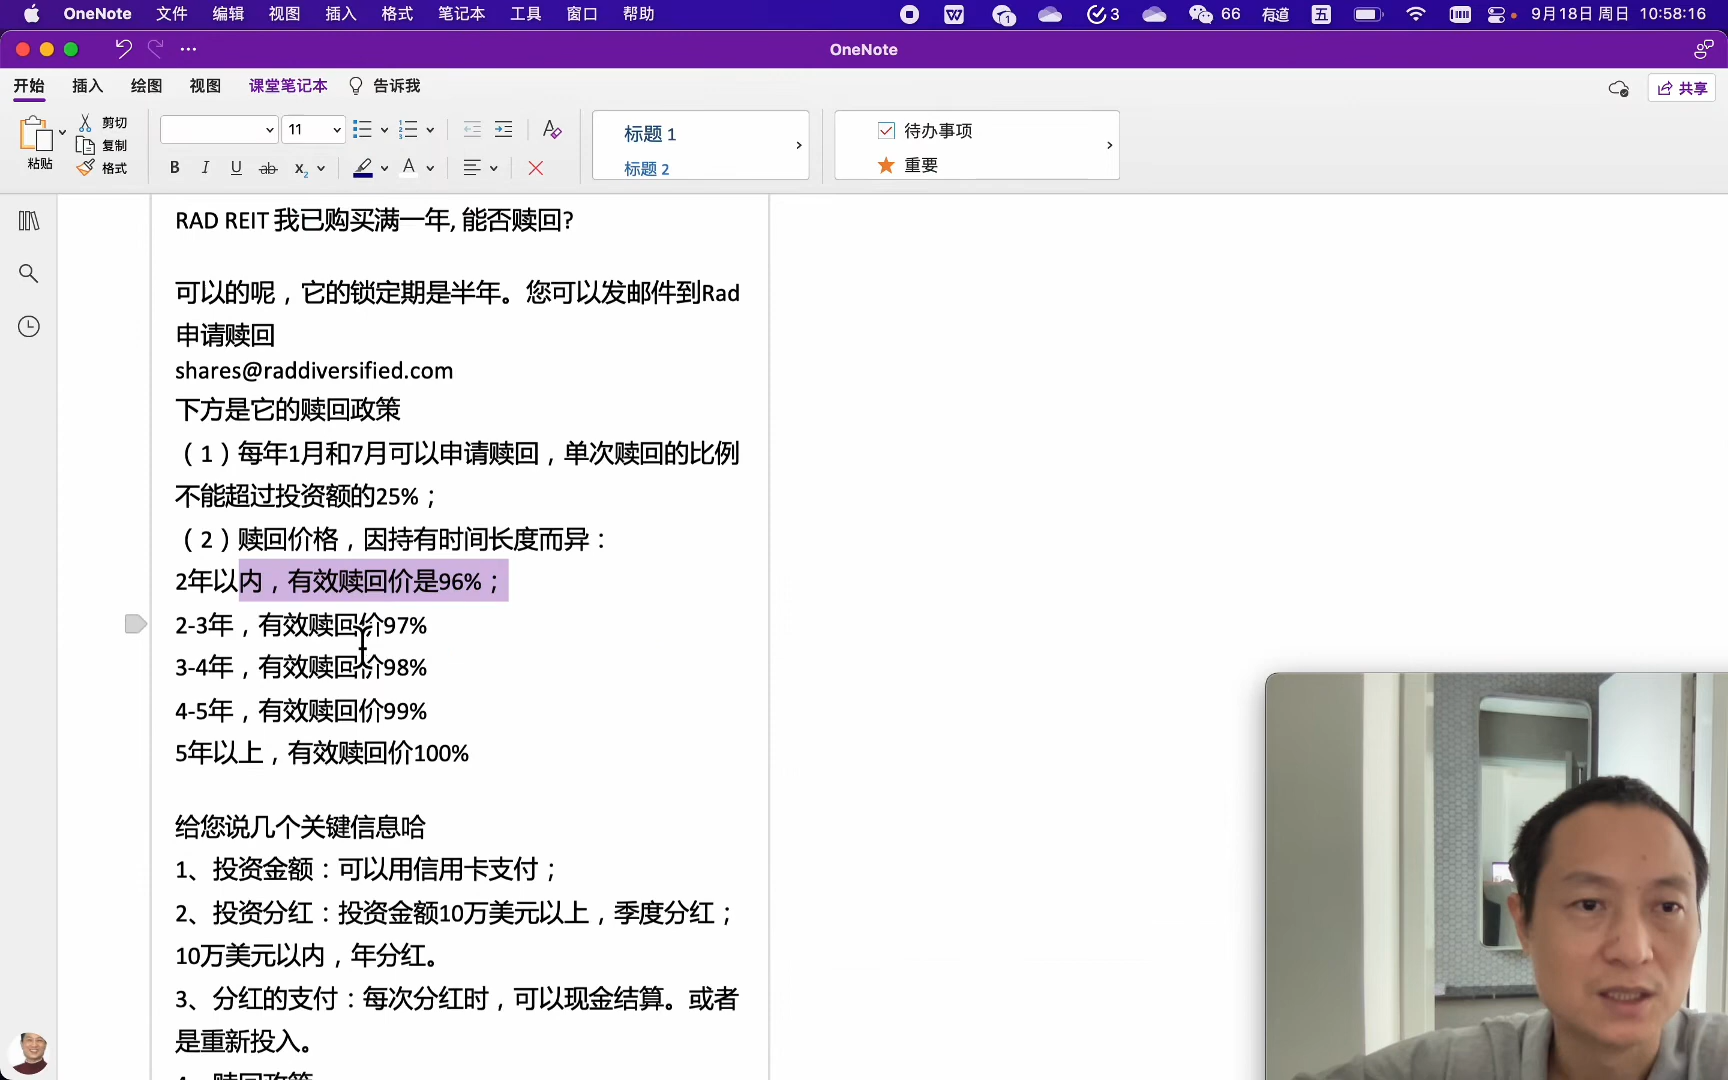 OneNote 文件 编辑 视图 插入 格式 笔记本 工具 窗口 帮助 1 3 66 有道 五 9月18日 周日 10:58:16
OneNote
开始 插入 绘图 视图 课堂笔记本 告诉我 共享
粘贴 剪切 复制 格式
11
B I U ab x₂ A
标题 1
标题 2
待办事项
重要
RAD REIT 我已购买满一年, 能否赎回?
可以的呢，它的锁定期是半年。您可以发邮件到Rad
申请赎回
shares@raddiversified.com
下方是它的赎回政策
（1）每年1月和7月可以申请赎回，单次赎回的比例
不能超过投资额的25%；
（2）赎回价格，因持有时间长度而异：
2年以内，有效赎回价是96%；
2-3年，有效赎回价97%
3-4年，有效赎回价98%
4-5年，有效赎回价99%
5年以上，有效赎回价100%
给您说几个关键信息哈
1、投资金额：可以用信用卡支付；
2、投资分红：投资金额10万美元以上，季度分红；
10万美元以内，年分红。
3、分红的支付：每次分红时，可以现金结算。或者
是重新投入。
4、赎回政策